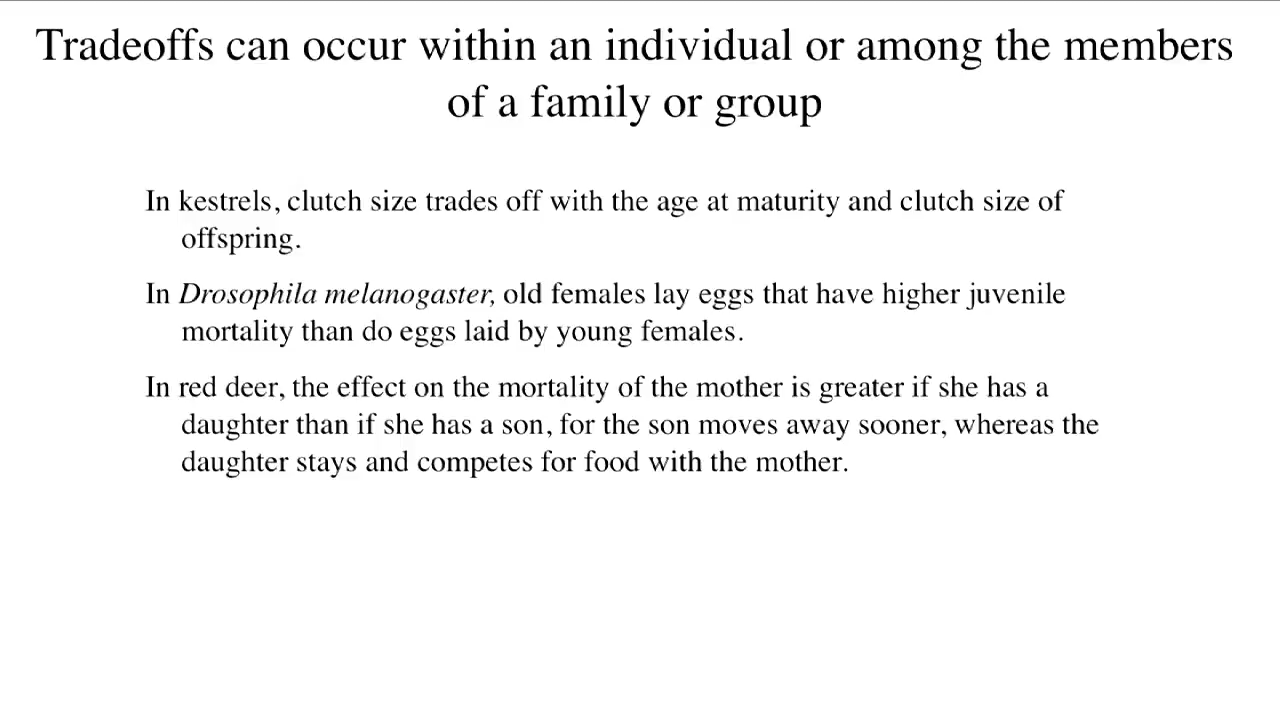 Tradeoffs can occur within an individual or among the members
of a family or group
In kestrels, clutch size trades off with the age at maturity and clutch size of
offspring.
In Drosophila melanogaster, old females lay eggs that have higher juvenile
mortality than do eggs laid by young females.
In red deer, the effect on the mortality of the mother is greater if she has a
daughter than if she has a son, for the son moves away sooner, whereas the
daughter stays and competes for food with the mother.